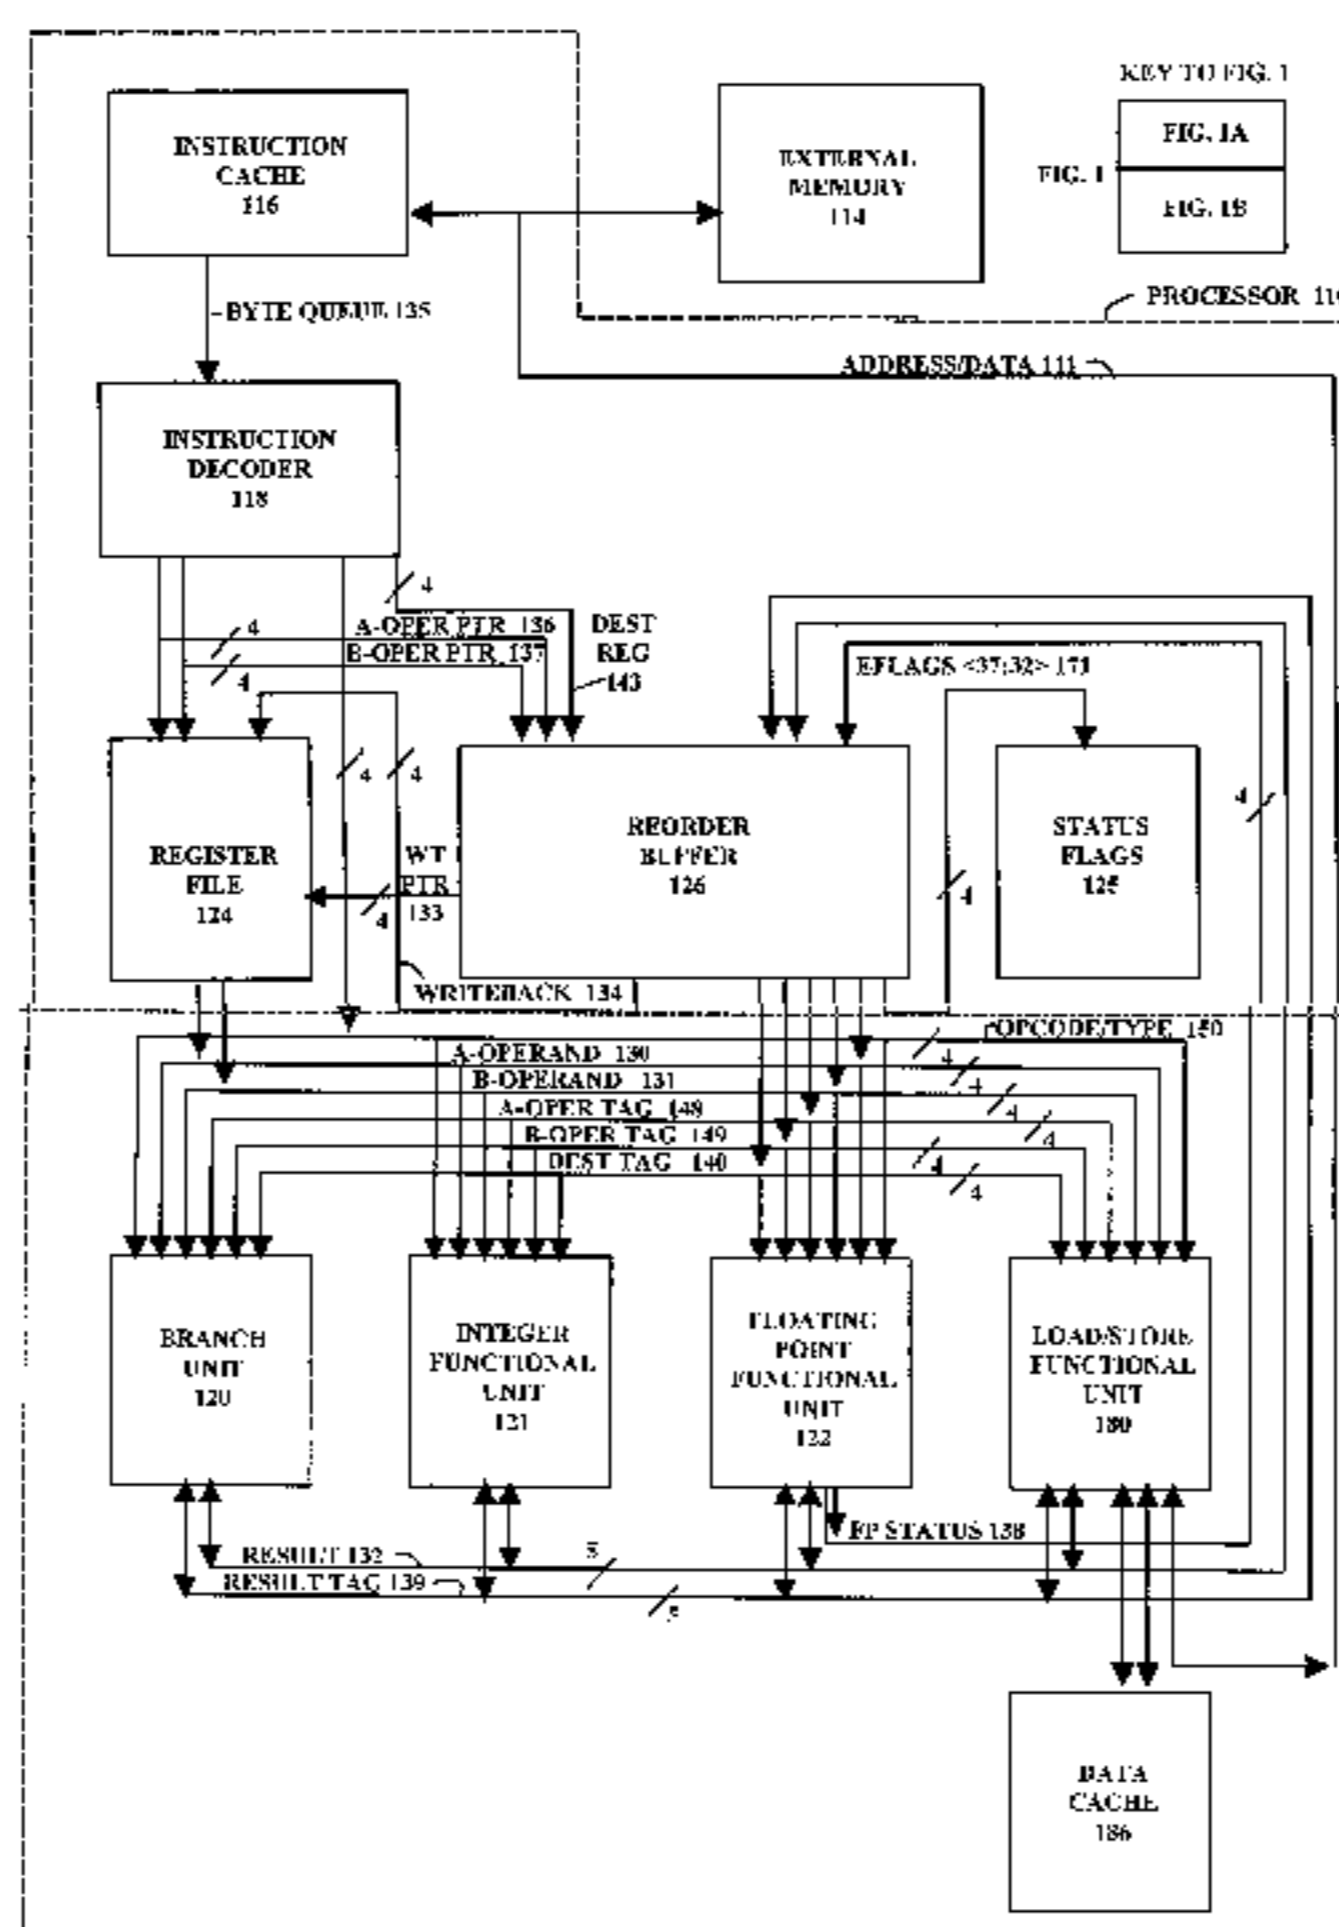 KEY TO FIG. 1
FIG. 1
FIG. 1A
FIG. 1B
INSTRUCTION
CACHE
116
EXTERNAL
MEMORY
114
BYTE QUEUE 135
PROCESSOR
ADDRESS/DATA 111
INSTRUCTION
DECODER
118
4
A-OPER PTR 136
4
B-OPER PTR 137
4
DEST
REG
143
EFLAGS <37:32> 171
4
4
4
REGISTER
FILE
124
WT
PTR
133
4
REORDER
BUFFER
126
4
STATUS
FLAGS
125
WRITEBACK 134
OPCODE/TYPE 150
4
A-OPERAND 130
4
B-OPERAND 131
4
A-OPER TAG 148
4
B-OPER TAG 149
4
DEST TAG 140
4
BRANCH
UNIT
120
INTEGER
FUNCTIONAL
UNIT
121
FLOATING
POINT
FUNCTIONAL
UNIT
122
LOAD/STORE
FUNCTIONAL
UNIT
180
FP STATUS 138
RESULT 132
5
RESULT TAG 139
5
DATA
CACHE
186